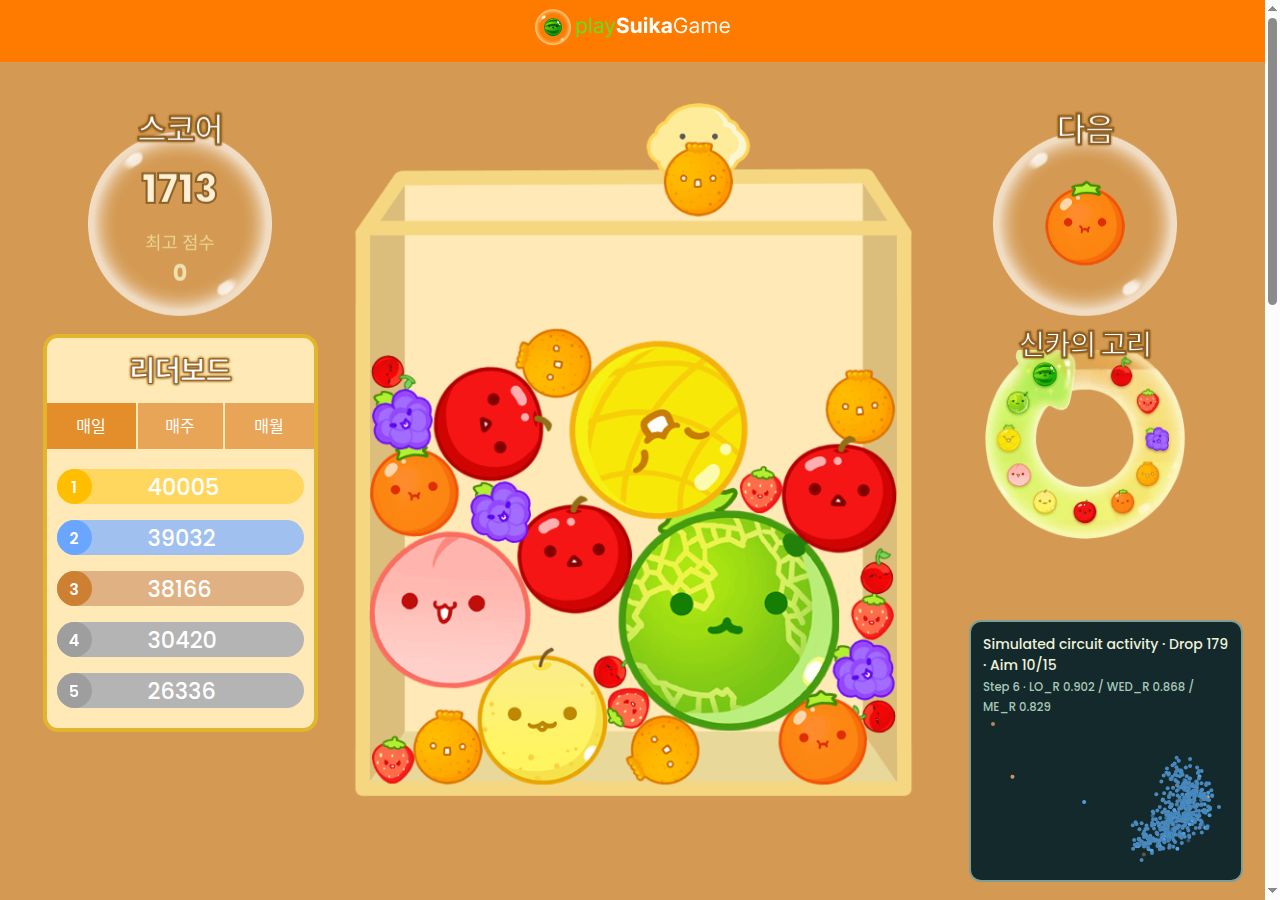 playSuikaGame
스코어
1713
최고 점수
0
리더보드
매일 매주 매월
1 40005
2 39032
3 38166
4 30420
5 26336
다음
신카의 고리
Simulated circuit activity · Drop 179
· Aim 10/15
Step 6 · LO_R 0.902 / WED_R 0.868 /
ME_R 0.829